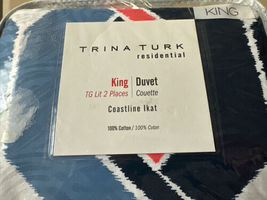 KING
TRINA TURK
residential
King Duvet
TG Lit 2 Places Couette
Coastline Ikat
100% Cotton / 100% Coton